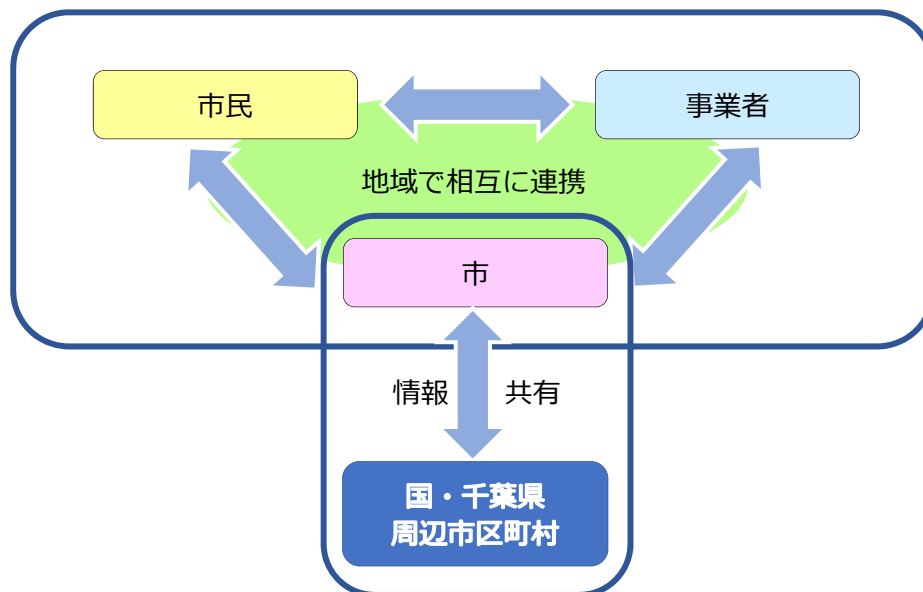 市民
事業者
地域で相互に連携
市
情報 共有
国・千葉県
周辺市区町村